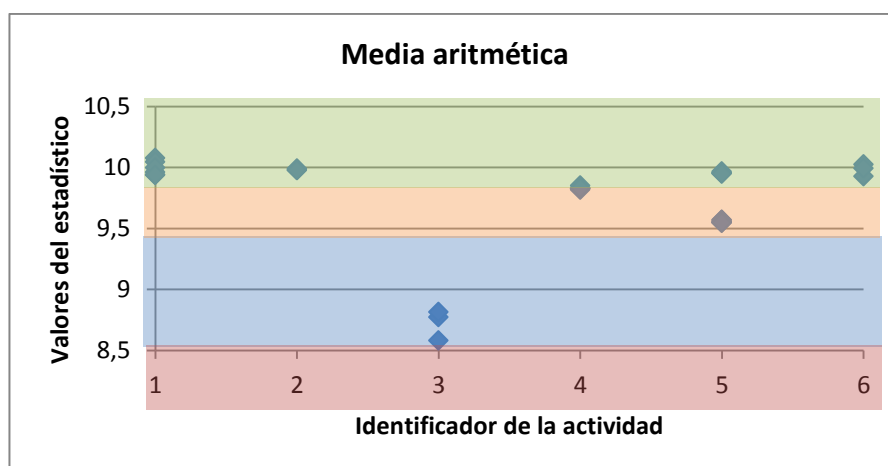 Media aritmética
Valores del estadístico
10,5
10
9,5
9
8,5
1 2 3 4 5 6
Identificador de la actividad